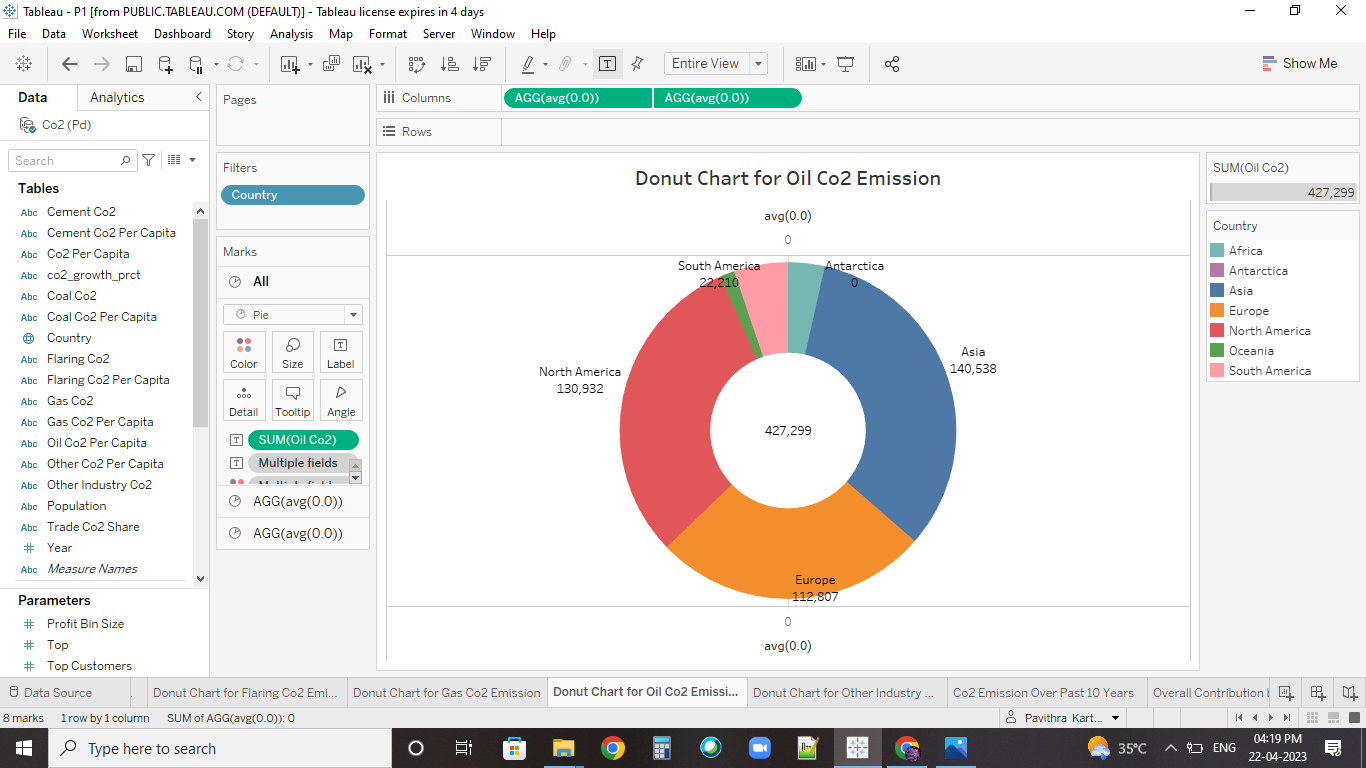 Tableau - P1 [from PUBLIC.TABLEAU.COM (DEFAULT)] - Tableau license expires in 4 days
File Data Worksheet Dashboard Story Analysis Map Format Server Window Help
Entire View
Show Me
Data Analytics
Co2 (Pd)
Search
Tables
Abc Cement Co2
Abc Cement Co2 Per Capita
Abc Co2 Per Capita
Abc co2_growth_prct
Abc Coal Co2
Abc Coal Co2 Per Capita
Country
Abc Flaring Co2
Abc Flaring Co2 Per Capita
Abc Gas Co2
Abc Gas Co2 Per Capita
Abc Oil Co2 Per Capita
Abc Other Co2 Per Capita
Abc Other Industry Co2
Abc Population
Abc Trade Co2 Share
# Year
Abc Measure Names
Parameters
# Profit Bin Size
# Top
# Top Customers
Pages
Filters
Country
Marks
All
Pie
Color Size Label
Detail Tooltip Angle
SUM(Oil Co2)
Multiple fields
AGG(avg(0.0))
AGG(avg(0.0))
Columns AGG(avg(0.0)) AGG(avg(0.0))
Rows
Donut Chart for Oil Co2 Emission
avg(0.0)
0
South America
22,210
Antarctica
0
Asia
140,538
North America
130,932
427,299
Europe
112,807
0
avg(0.0)
SUM(Oil Co2)
427,299
Country
Africa
Antarctica
Asia
Europe
North America
Oceania
South America
Data Source Donut Chart for Flaring Co2 Emi... Donut Chart for Gas Co2 Emission Donut Chart for Oil Co2 Emissi... Donut Chart for Other Industry ... Co2 Emission Over Past 10 Years Overall Contribution
8 marks 1 row by 1 column SUM of AGG(avg(0.0)): 0
Pavithra Kart...
Type here to search
35°C ENG
04:19 PM
22-04-2023